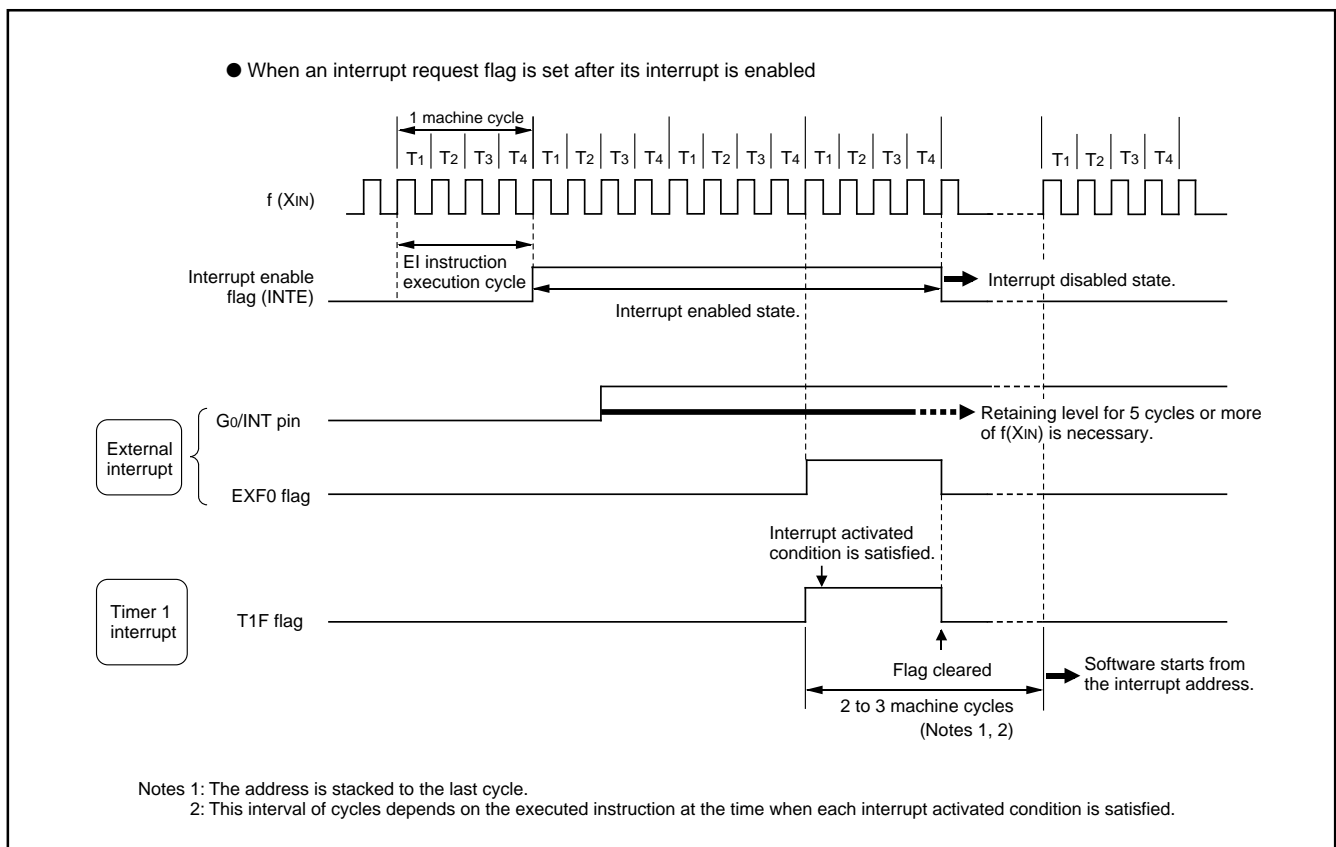 ● When an interrupt request flag is set after its interrupt is enabled
1 machine cycle
T1 T2 T3 T4 T1 T2 T3 T4 T1 T2 T3 T4 T1 T2 T3 T4 T1 T2 T3 T4
f (XIN)
EI instruction
execution cycle
Interrupt enable
flag (INTE)
Interrupt enabled state.
Interrupt disabled state.
G0/INT pin
Retaining level for 5 cycles or more
of f(XIN) is necessary.
External
interrupt
EXF0 flag
Interrupt activated
condition is satisfied.
Timer 1
interrupt
T1F flag
Flag cleared
Software starts from
the interrupt address.
2 to 3 machine cycles
(Notes 1, 2)
Notes 1: The address is stacked to the last cycle.
2: This interval of cycles depends on the executed instruction at the time when each interrupt activated condition is satisfied.